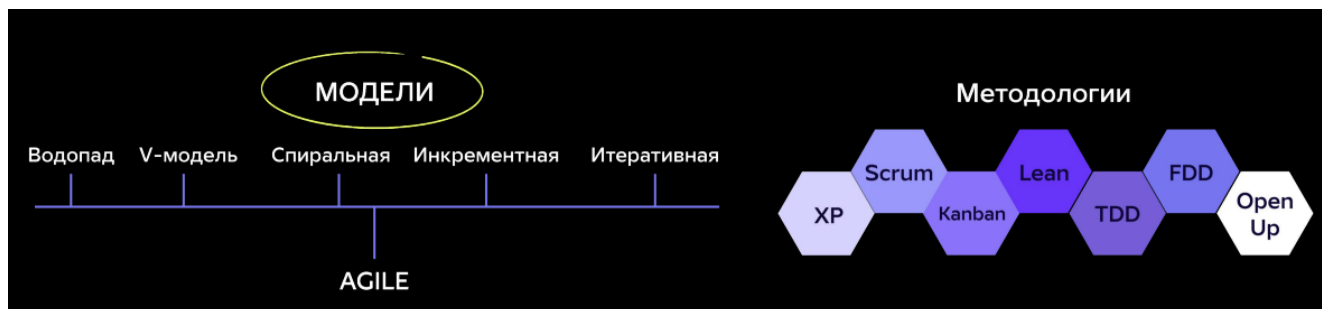 МОДЕЛИ
Водопад
V-модель
Спиральная
Инкрементная
Итеративная
AGILE
Методологии
XP
Scrum
Kanban
Lean
TDD
FDD
Open
Up